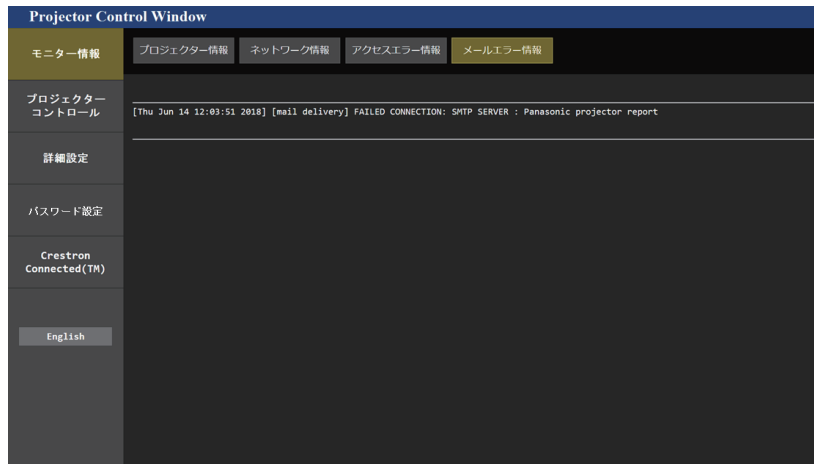 Projector Control Window
モニター情報
プロジェクター情報
ネットワーク情報
アクセスエラー情報
メールエラー情報
プロジェクター
コントロール
[Thu Jun 14 12:03:51 2018] [mail delivery] FAILED CONNECTION: SMTP SERVER : Panasonic projector report
詳細設定
パスワード設定
Crestron
Connected(TM)
English